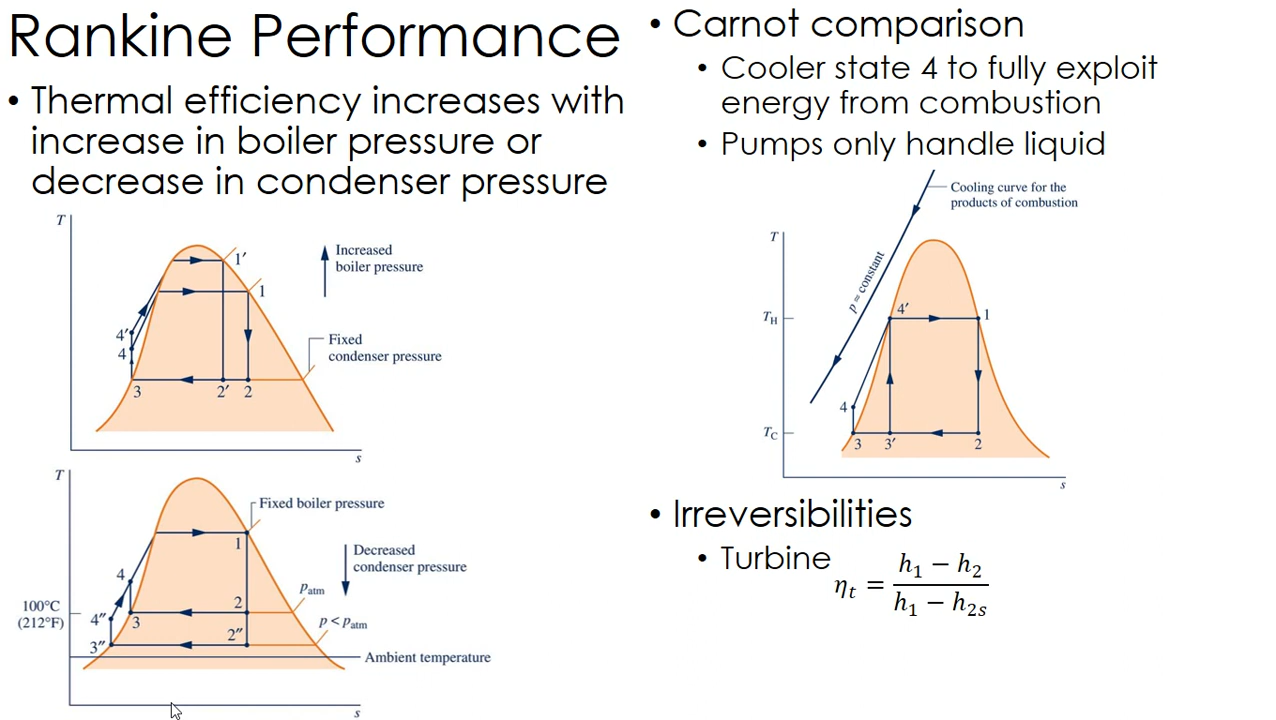 Rankine Performance
• Thermal efficiency increases with
increase in boiler pressure or
decrease in condenser pressure
T
1′
Increased
boiler pressure
1
4′
4
Fixed
condenser pressure
3
2′
2
s
T
Fixed boiler pressure
1
Decreased
condenser pressure
4
p_atm
100°C
(212°F)
2
4″
3
p < p_atm
2″
3″
Ambient temperature
s
• Carnot comparison
• Cooler state 4 to fully exploit
energy from combustion
• Pumps only handle liquid
Cooling curve for the
products of combustion
T
p = constant
4′
T_H
1
4
T_C
3
3′
2
s
• Irreversibilities
• Turbine
η_t = (h_1 − h_2) / (h_1 − h_2s)